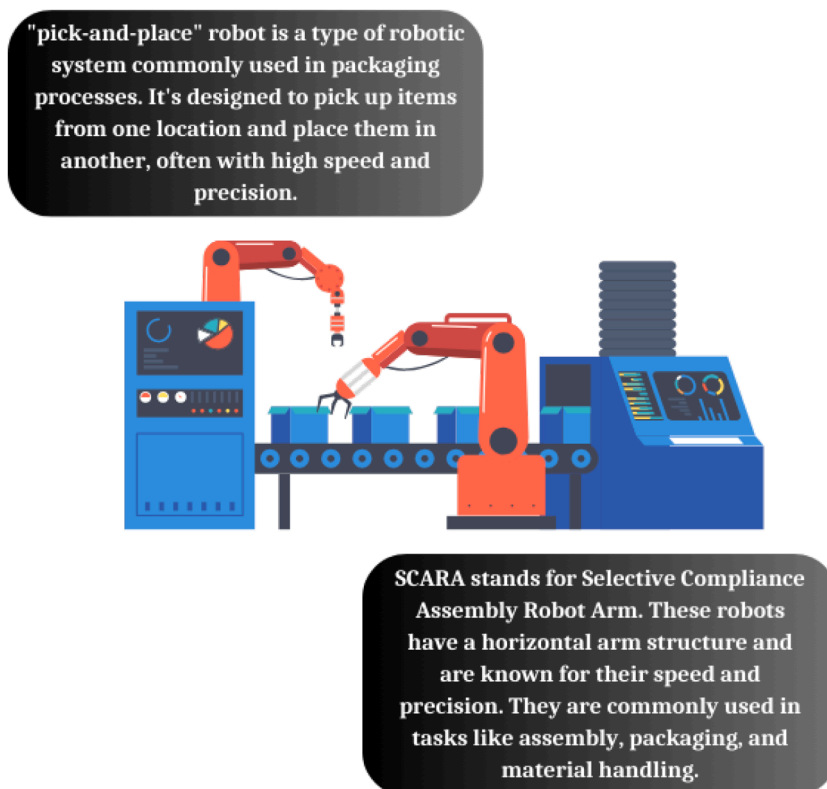 "pick-and-place" robot is a type of robotic
system commonly used in packaging
processes. It's designed to pick up items
from one location and place them in
another, often with high speed and
precision.
SCARA stands for Selective Compliance
Assembly Robot Arm. These robots
have a horizontal arm structure and
are known for their speed and
precision. They are commonly used in
tasks like assembly, packaging, and
material handling.